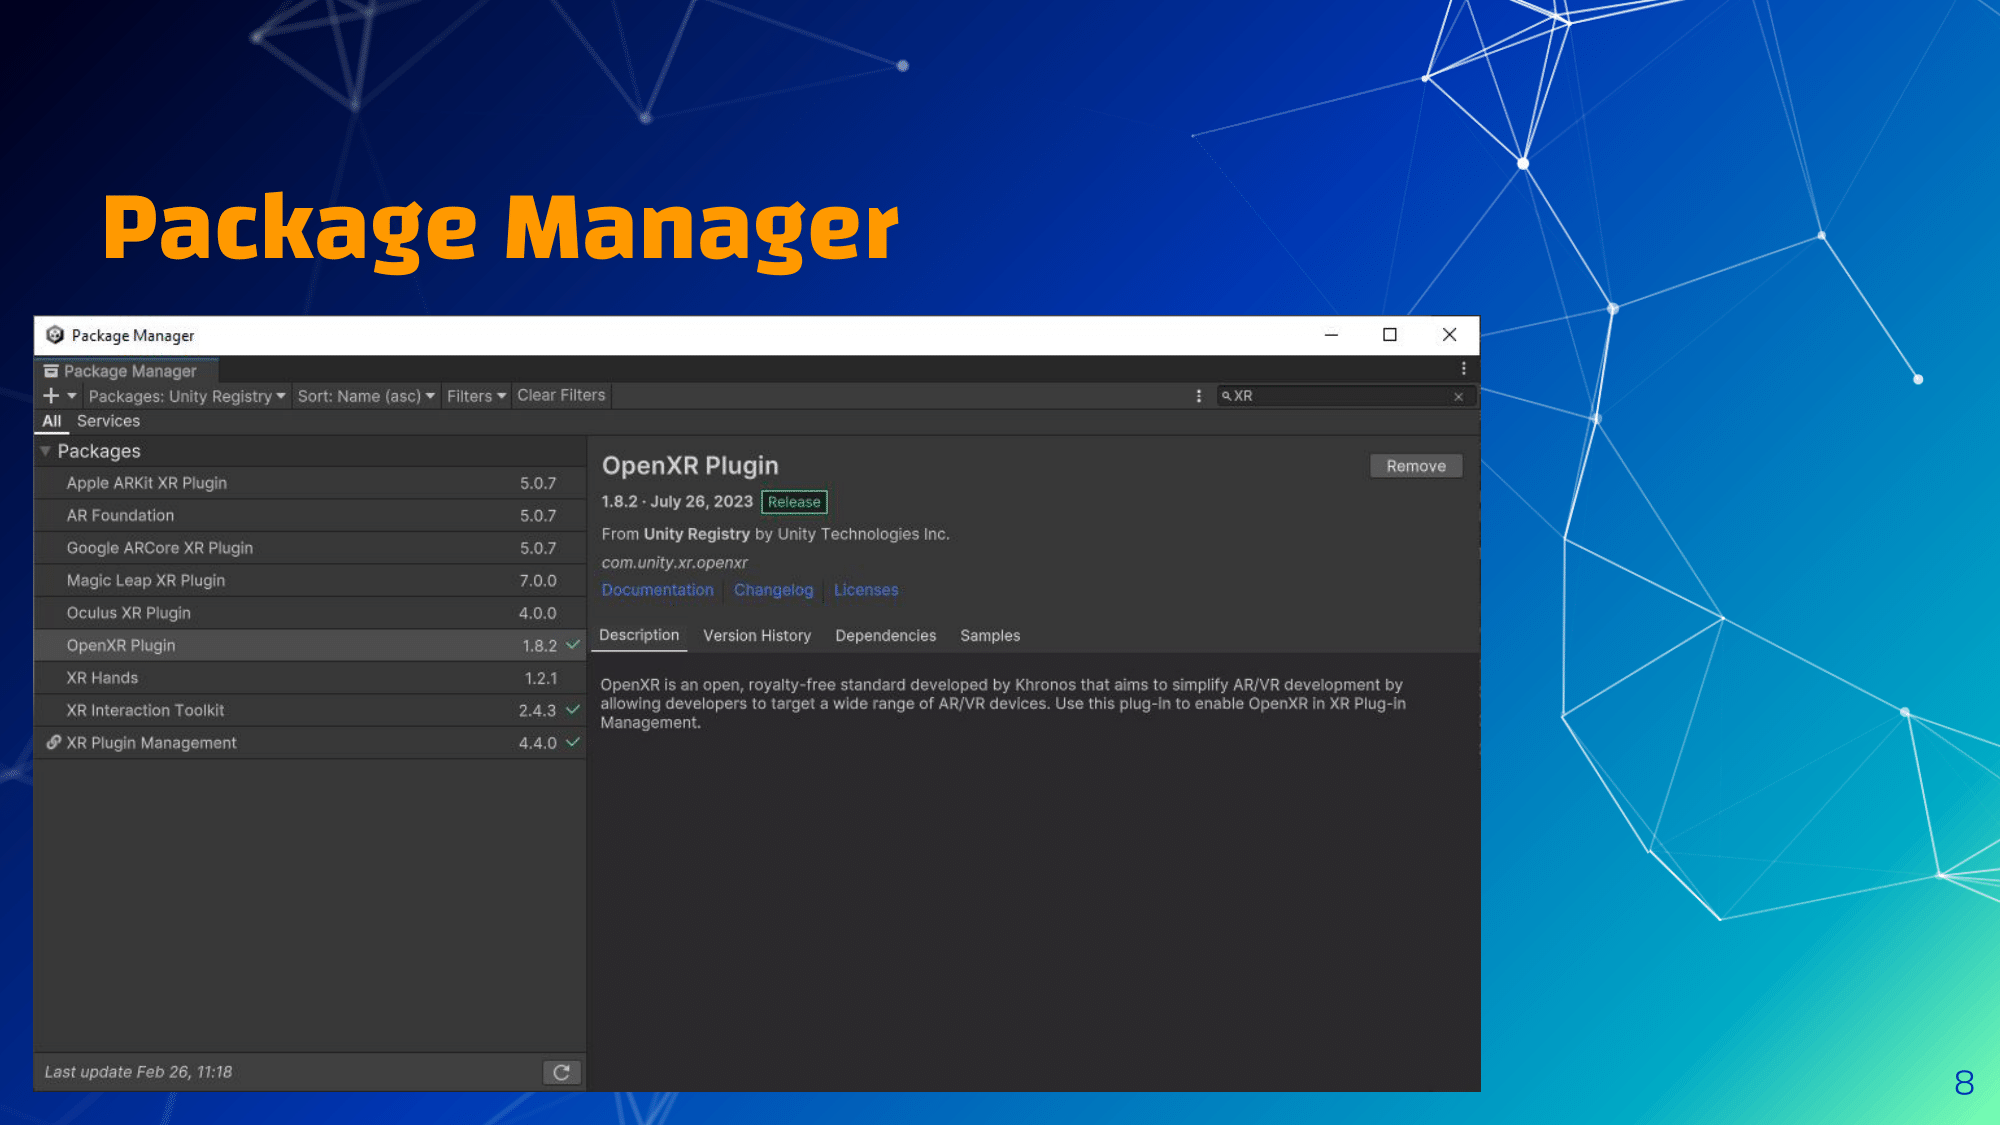 Package Manager
Package Manager
Package Manager
Packages: Unity Registry Sort: Name (asc) Filters Clear Filters XR
All Services
Packages
Apple ARKit XR Plugin 5.0.7
AR Foundation 5.0.7
Google ARCore XR Plugin 5.0.7
Magic Leap XR Plugin 7.0.0
Oculus XR Plugin 4.0.0
OpenXR Plugin 1.8.2
XR Hands 1.2.1
XR Interaction Toolkit 2.4.3
XR Plugin Management 4.4.0
Last update Feb 26, 11:18
OpenXR Plugin
Remove
1.8.2 · July 26, 2023 Release
From Unity Registry by Unity Technologies Inc.
com.unity.xr.openxr
Documentation Changelog Licenses
Description Version History Dependencies Samples
OpenXR is an open, royalty-free standard developed by Khronos that aims to simplify AR/VR development by
allowing developers to target a wide range of AR/VR devices. Use this plug-in to enable OpenXR in XR Plug-in
Management.
8